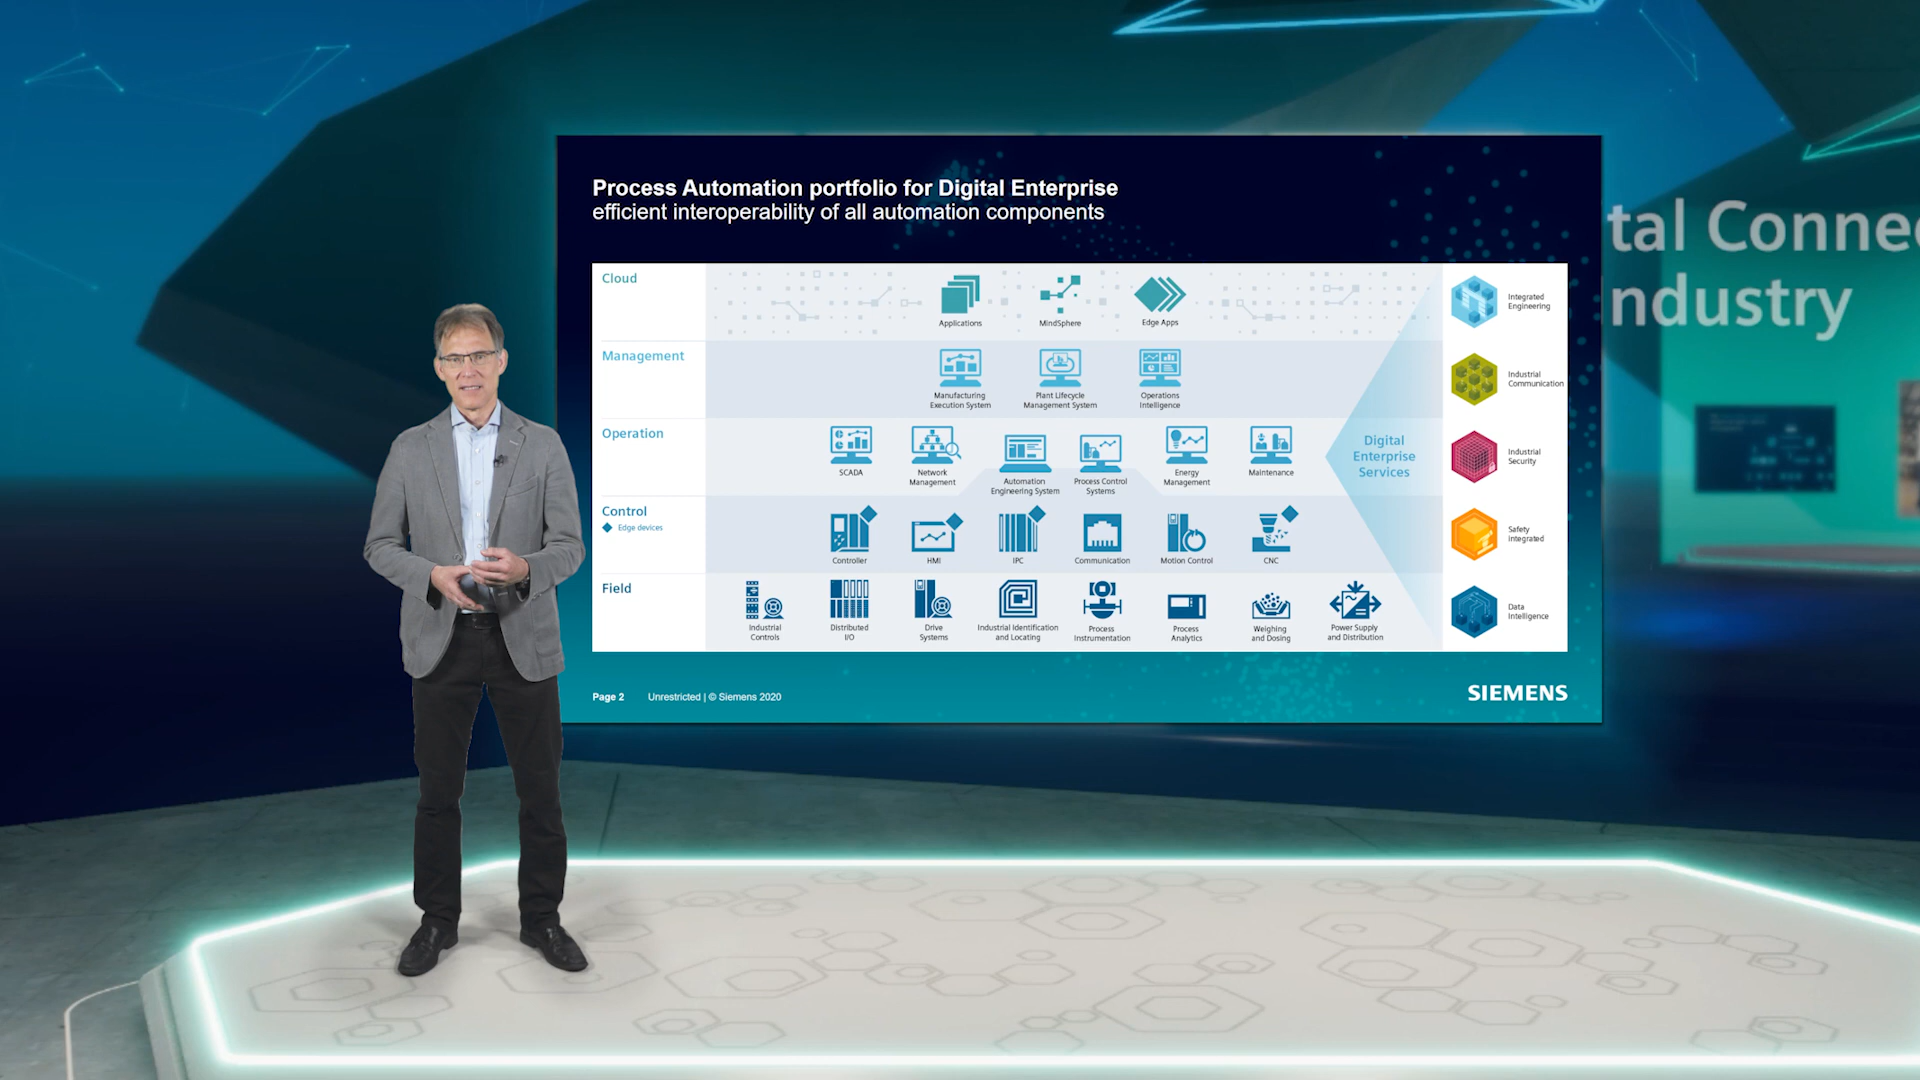 Process Automation portfolio for Digital Enterprise
efficient interoperability of all automation components
tal Conne
ndustry
Cloud
Applications
MindSphere
Edge Apps
Management
Manufacturing
Execution System
Plant Lifecycle
Management System
Operations
Intelligence
Operation
SCADA
Network
Management
Automation
Engineering System
Process Control
Systems
Energy
Management
Maintenance
Control
Edge devices
Controller
HMI
IPC
Communication
Motion Control
CNC
Field
Industrial
Controls
Distributed
I/O
Drive
Systems
Industrial Identification
and Locating
Process
Instrumentation
Process
Analytics
Weighing
and Dosing
Power Supply
and Distribution
Digital
Enterprise
Services
Integrated
Engineering
Industrial
Communication
Industrial
Security
Safety
Integrated
Data
Intelligence
Page 2
Unrestricted | © Siemens 2020
SIEMENS